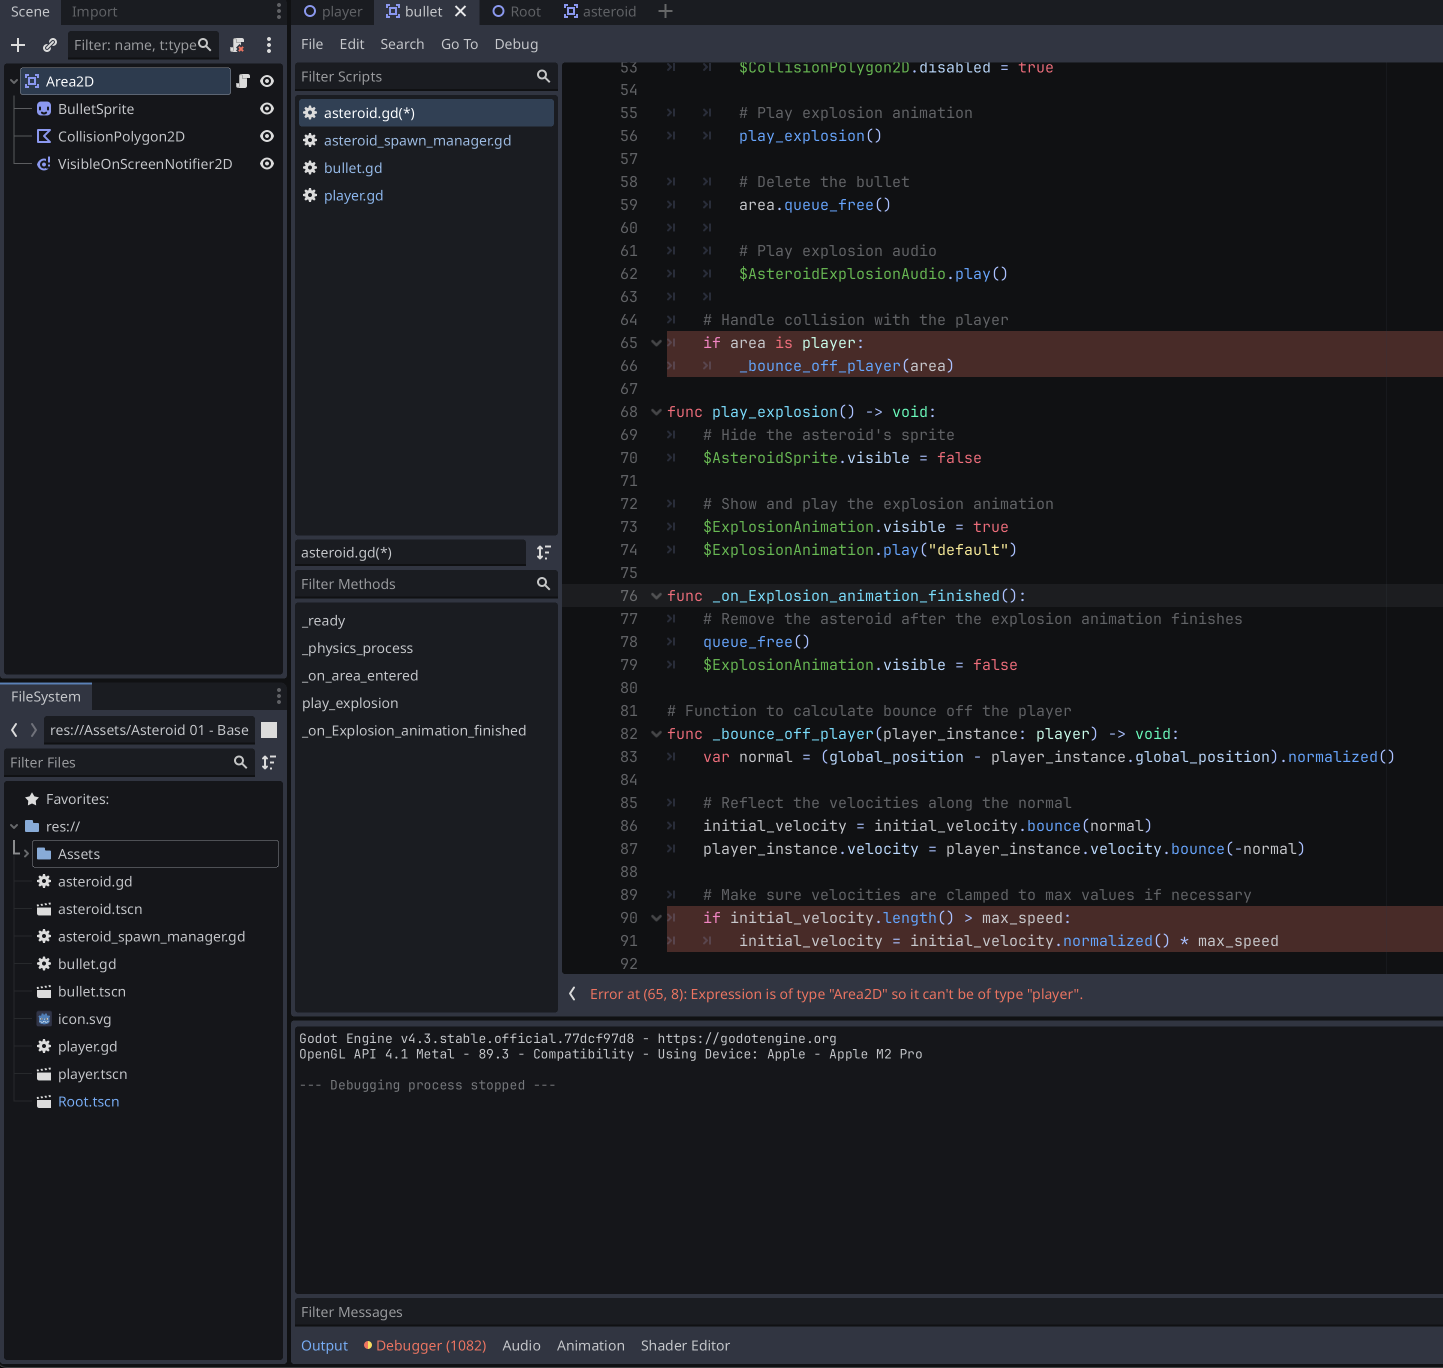 Scene Import
Filter: name, t:type
Area2D
BulletSprite
CollisionPolygon2D
VisibleOnScreenNotifier2D
FileSystem
res://Assets/Asteroid 01 - Base
Filter Files
Favorites:
res://
Assets
asteroid.gd
asteroid.tscn
asteroid_spawn_manager.gd
bullet.gd
bullet.tscn
icon.svg
player.gd
player.tscn
Root.tscn
player bullet Root asteroid
File Edit Search Go To Debug
Filter Scripts
asteroid.gd(*)
asteroid_spawn_manager.gd
bullet.gd
player.gd
asteroid.gd(*)
Filter Methods
_ready
_physics_process
_on_area_entered
play_explosion
_on_Explosion_animation_finished
53 $CollisionPolygon2D.disabled = true
54
55 # Play explosion animation
56 play_explosion()
57
58 # Delete the bullet
59 area.queue_free()
60
61 # Play explosion audio
62 $AsteroidExplosionAudio.play()
63
64 # Handle collision with the player
65 if area is player:
66 _bounce_off_player(area)
67
68 func play_explosion() -> void:
69 # Hide the asteroid's sprite
70 $AsteroidSprite.visible = false
71
72 # Show and play the explosion animation
73 $ExplosionAnimation.visible = true
74 $ExplosionAnimation.play("default")
75
76 func _on_Explosion_animation_finished():
77 # Remove the asteroid after the explosion animation finishes
78 queue_free()
79 $ExplosionAnimation.visible = false
80
81 # Function to calculate bounce off the player
82 func _bounce_off_player(player_instance: player) -> void:
83 var normal = (global_position - player_instance.global_position).normalized()
84
85 # Reflect the velocities along the normal
86 initial_velocity = initial_velocity.bounce(normal)
87 player_instance.velocity = player_instance.velocity.bounce(-normal)
88
89 # Make sure velocities are clamped to max values if necessary
90 if initial_velocity.length() > max_speed:
91 initial_velocity = initial_velocity.normalized() * max_speed
92
Error at (65, 8): Expression is of type "Area2D" so it can't be of type "player".
Godot Engine v4.3.stable.official.77dcf97d8 - https://godotengine.org
OpenGL API 4.1 Metal - 89.3 - Compatibility - Using Device: Apple - Apple M2 Pro
--- Debugging process stopped ---
Filter Messages
Output Debugger (1082) Audio Animation Shader Editor